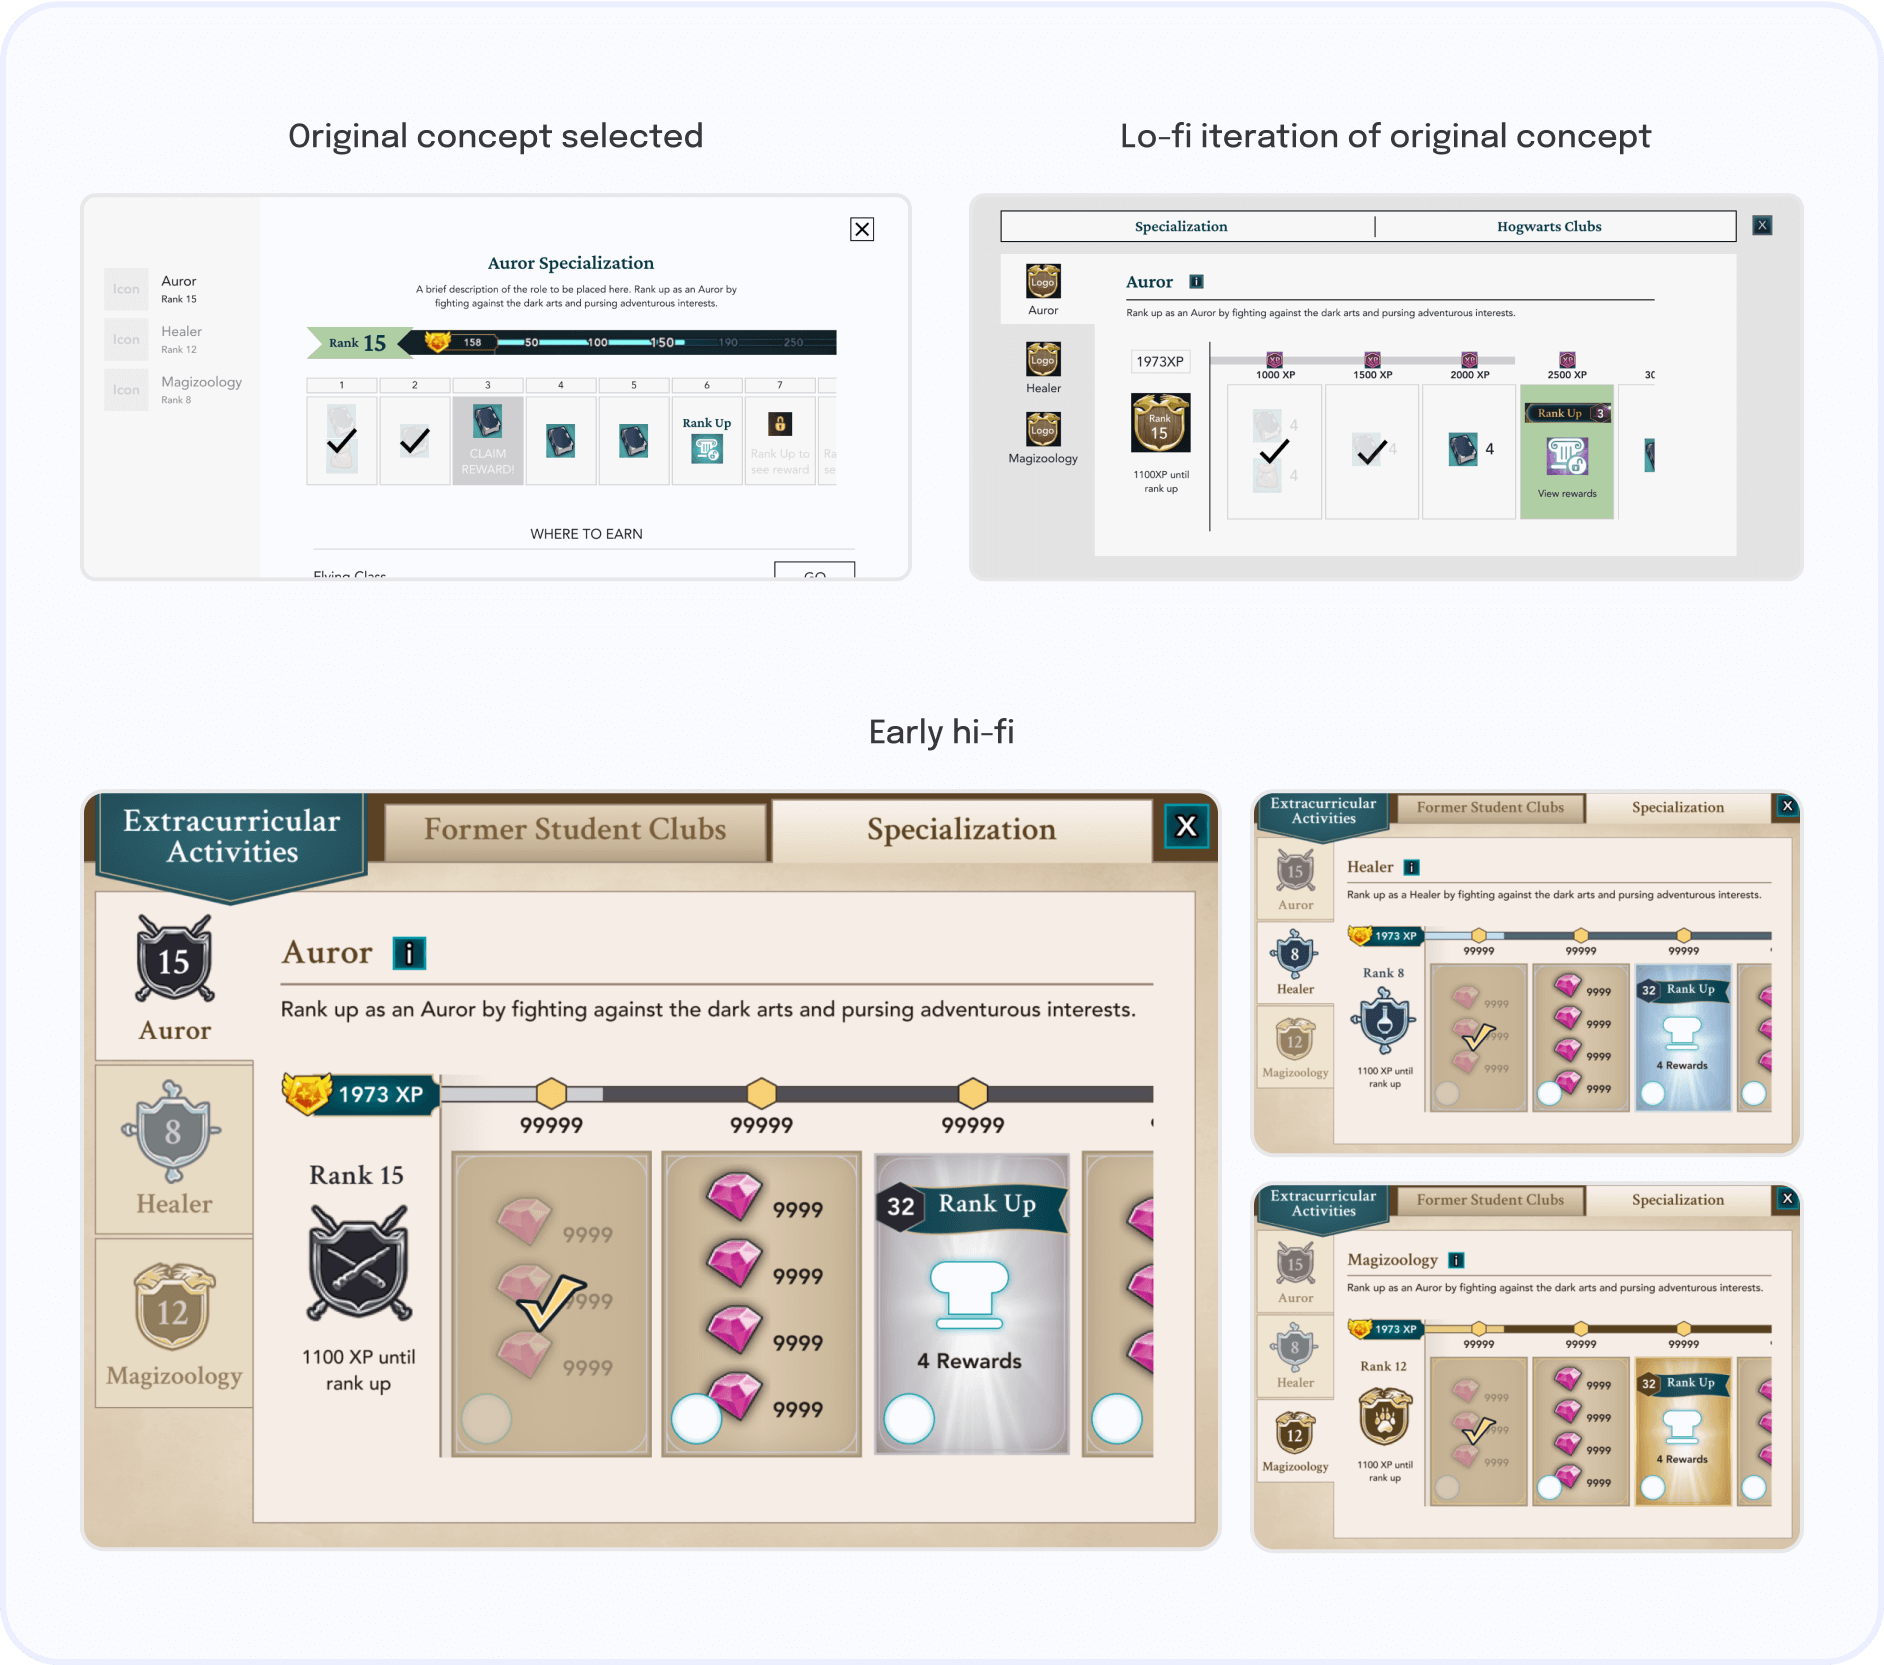 Original concept selected
Icon
Auror
Rank 15
Icon
Healer
Rank 12
Icon
Magizoology
Rank 8
X
Auror Specialization
A brief description of the role to be placed here. Rank up as an Auror by
fighting against the dark arts and pursing adventurous interests.
Rank 15
158
50
100
150
190
250
1
2
3
4
5
6
7
CLAIM
REWARD!
Rank Up
Rank Up to
see reward
Ra
se
WHERE TO EARN
Flying Class
GO
Lo-fi iteration of original concept
Specialization
Hogwarts Clubs
X
Logo
Auror
Logo
Healer
Logo
Magizoology
Auror i
Rank up as an Auror by fighting against the dark arts and pursing adventurous interests.
1973XP
XP
XP
XP
XP
1000 XP
1500 XP
2000 XP
2500 XP
30
Rank
15
1100XP until
rank up
4
4
4
4
Rank Up 3
View rewards
Early hi-fi
Extracurricular
Activities
Former Student Clubs
Specialization
X
15
Auror
8
Healer
12
Magizoology
Auror i
Rank up as an Auror by fighting against the dark arts and pursing adventurous interests.
1973 XP
99999
99999
99999
Rank 15
1100 XP until
rank up
9999
9999
9999
9999
9999
9999
9999
32 Rank Up
4 Rewards
Extracurricular
Activities
Former Student Clubs
Specialization
X
15
Auror
8
Healer
12
Magizoology
Healer i
Rank up as a Healer by fighting against the dark arts and pursing adventurous interests.
1973 XP
99999
99999
99999
Rank 8
1100 XP until
rank up
9999
9999
9999
9999
9999
9999
9999
32 Rank Up
4 Rewards
Extracurricular
Activities
Former Student Clubs
Specialization
X
15
Auror
8
Healer
12
Magizoology
Magizoology i
Rank up as an Auror by fighting against the dark arts and pursing adventurous interests.
1973 XP
99999
99999
99999
Rank 12
1100 XP until
rank up
9999
9999
9999
9999
9999
9999
9999
32 Rank Up
4 Rewards